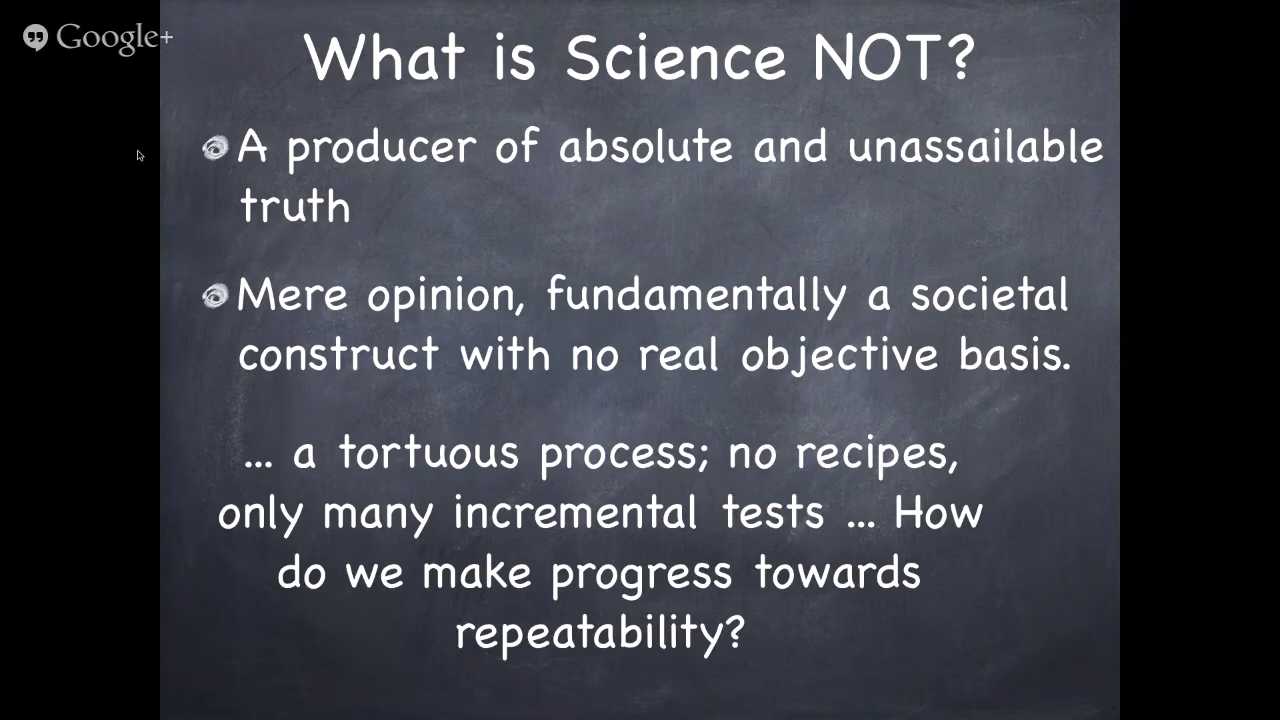 Google+
What is Science NOT?
A producer of absolute and unassailable
truth
Mere opinion, fundamentally a societal
construct with no real objective basis.
... a tortuous process; no recipes,
only many incremental tests ... How
do we make progress towards
repeatability?